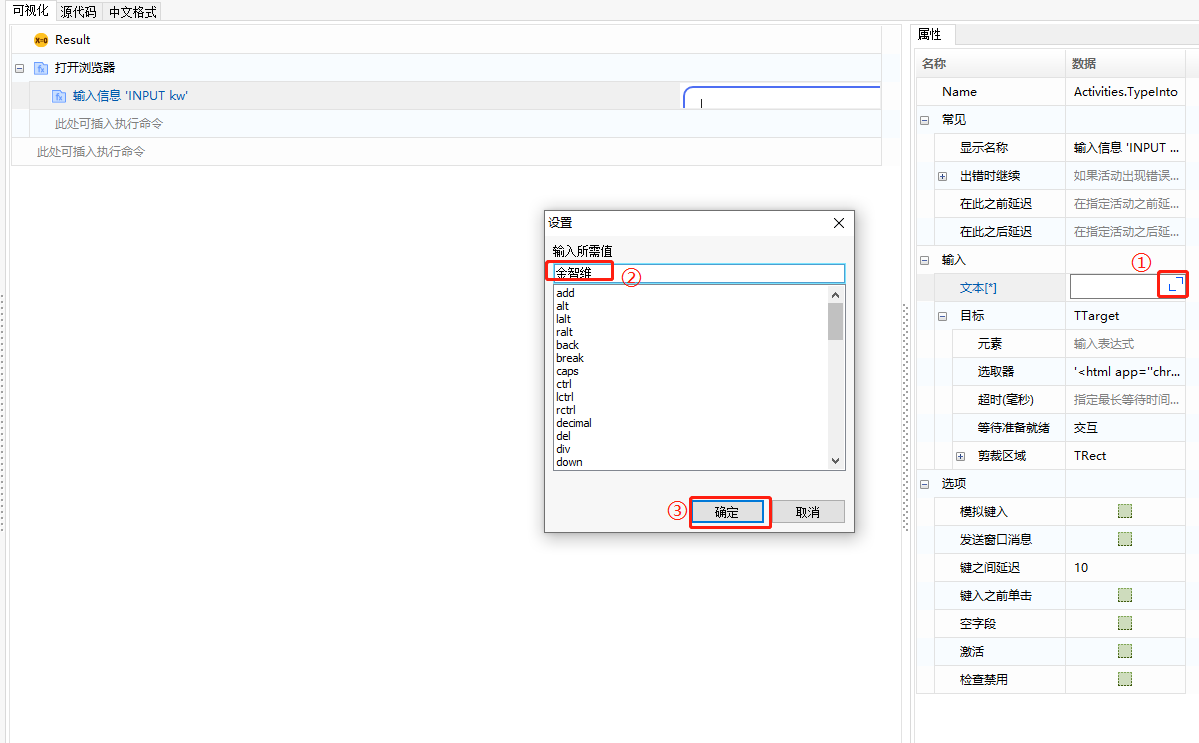 可视化 源代码 中文格式
x=0 Result
打开浏览器
输入信息 'INPUT kw'
此处可插入执行命令
此处可插入执行命令
设置
输入所需值
金智维
②
add
alt
lalt
ralt
back
break
caps
ctrl
lctrl
rctrl
decimal
del
div
down
③ 确定 取消
属性
名称 数据
Name Activities.TypeInto
常见
显示名称 输入信息 'INPUT ...
出错时继续 如果活动出现错误...
在此之前延迟 在指定活动之前延...
在此之后延迟 在指定活动之后延...
输入 ①
文本[*]
目标 TTarget
元素 输入表达式
选取器 '<html app="chr...
超时(毫秒) 指定最长等待时间...
等待准备就绪 交互
剪裁区域 TRect
选项
模拟键入
发送窗口消息
键之间延迟 10
键入之前单击
空字段
激活
检查禁用